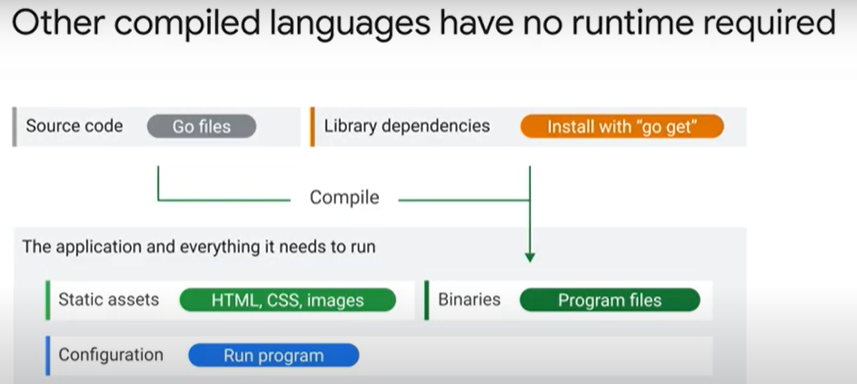 Other compiled languages have no runtime required
Source code Go files Library dependencies Install with “go get”
Compile
The application and everything it needs to run
Static assets HTML, CSS, images Binaries Program files
Configuration Run program